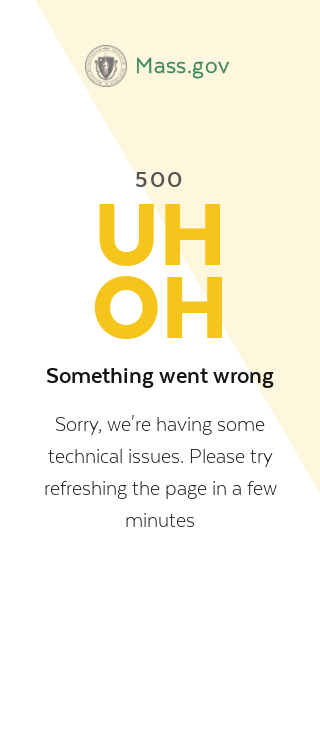 Mass.gov
500
UH
OH
Something went wrong
Sorry, we're having some
technical issues. Please try
refreshing the page in a few
minutes